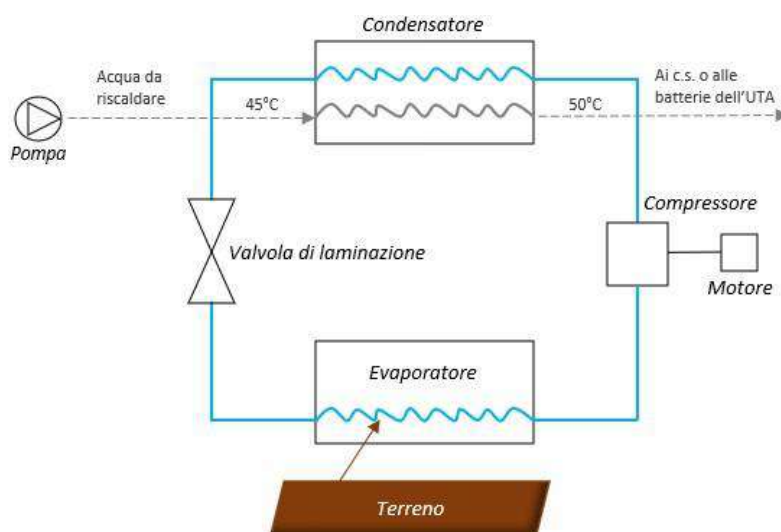 Condensatore
Acqua da
riscaldare
45°C
50°C
Ai c.s. o alle
batterie dell'UTA
Pompa
Compressore
Valvola di laminazione
Motore
Evaporatore
Terreno